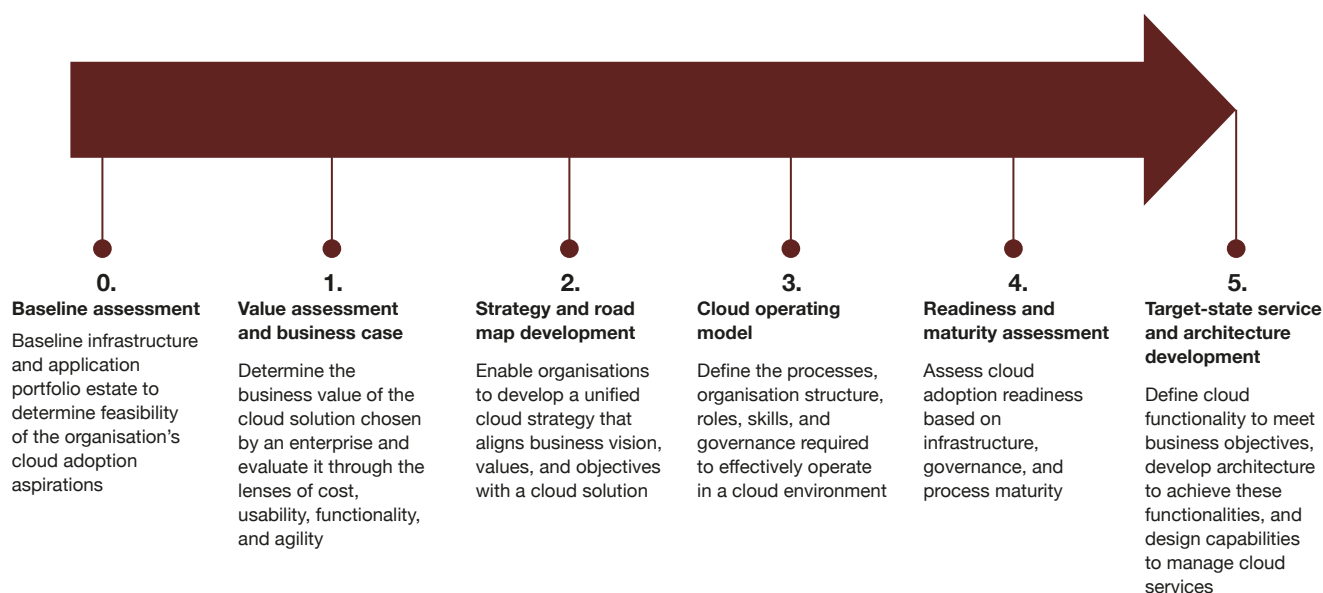 0.
Baseline assessment
Baseline infrastructure
and application
portfolio estate to
determine feasibility
of the organisation's
cloud adoption
aspirations
1.
Value assessment
and business case
Determine the
business value of the
cloud solution chosen
by an enterprise and
evaluate it through the
lenses of cost,
usability, functionality,
and agility
2.
Strategy and road
map development
Enable organisations
to develop a unified
cloud strategy that
aligns business vision,
values, and objectives
with a cloud solution
3.
Cloud operating
model
Define the processes,
organisation structure,
roles, skills, and
governance required
to effectively operate
in a cloud environment
4.
Readiness and
maturity assessment
Assess cloud
adoption readiness
based on
infrastructure,
governance, and
process maturity
5.
Target-state service
and architecture
development
Define cloud
functionality to meet
business objectives,
develop architecture
to achieve these
functionalities, and
design capabilities
to manage cloud
services